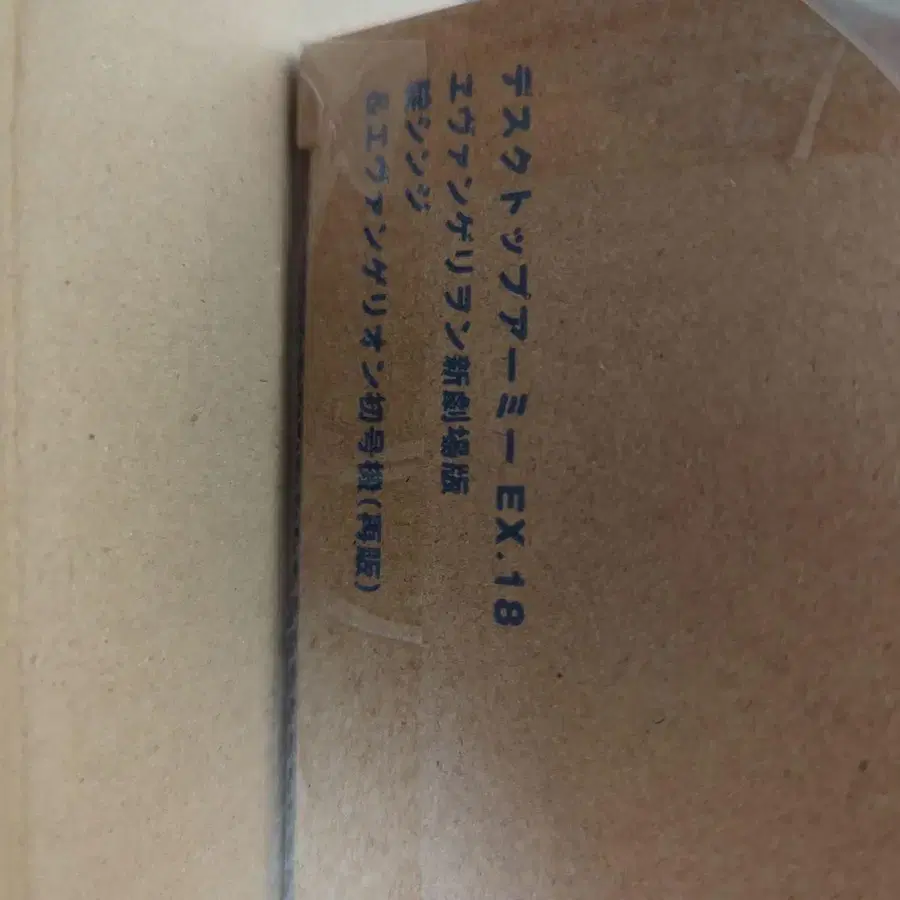 デスクトップアーミー EX.18
エヴァンゲリヲン新劇場版
碇シンジ
&エヴァンゲリオン初号機(再販)